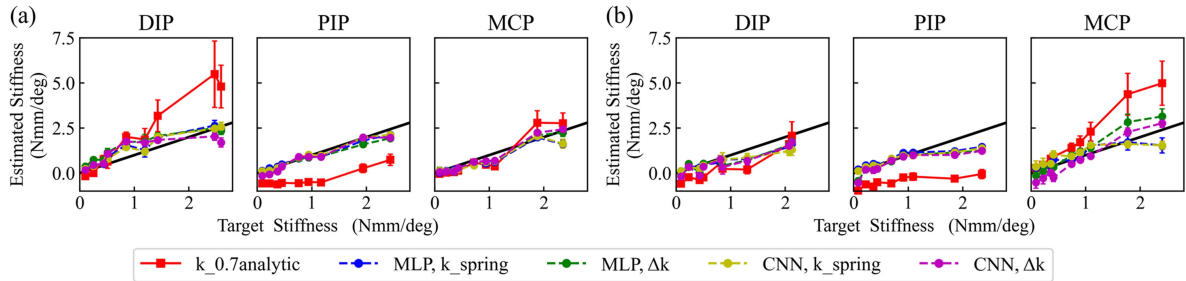 (a)
DIP
PIP
MCP
Estimated Stiffness
(Nmm/deg)
7.5
5.0
2.5
0.0
0 1 2
0 1 2
0 1 2
Target Stiffness (Nmm/deg)
(b)
DIP
PIP
MCP
Estimated Stiffness
(Nmm/deg)
7.5
5.0
2.5
0.0
0 1 2
0 1 2
0 1 2
Target Stiffness (Nmm/deg)
k_0.7analytic
MLP, k_spring
MLP, Δk
CNN, k_spring
CNN, Δk